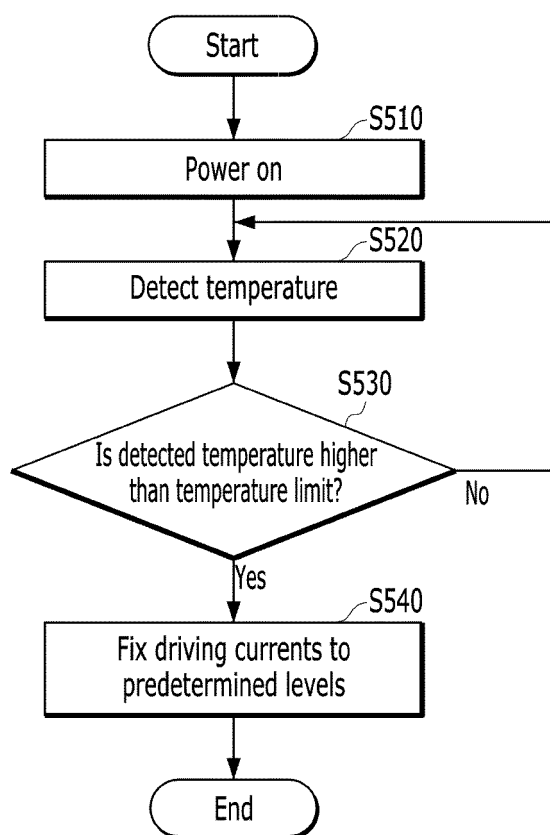 Start
S510
Power on
S520
Detect temperature
S530
Is detected temperature higher
than temperature limit?
No
Yes
S540
Fix driving currents to
predetermined levels
End